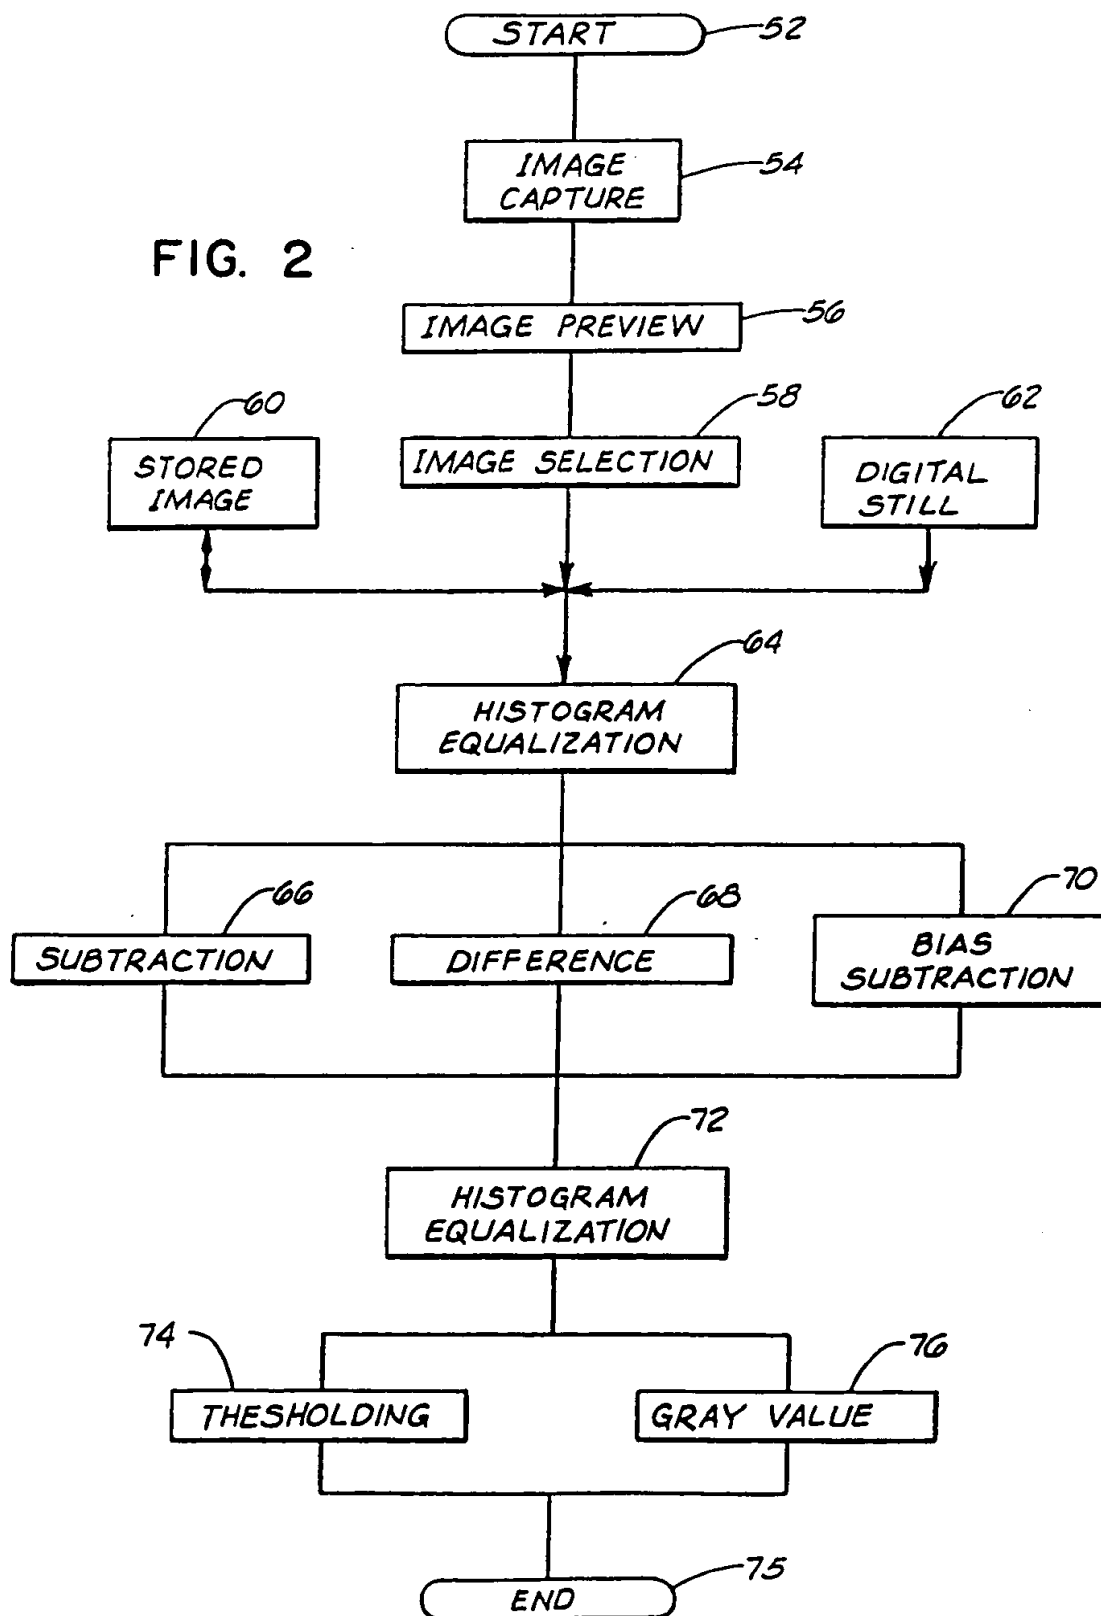 START
52
IMAGE
CAPTURE
54
FIG. 2
IMAGE PREVIEW
56
60
STORED
IMAGE
58
IMAGE SELECTION
62
DIGITAL
STILL
64
HISTOGRAM
EQUALIZATION
66
SUBTRACTION
68
DIFFERENCE
70
BIAS
SUBTRACTION
72
HISTOGRAM
EQUALIZATION
74
THESHOLDING
76
GRAY VALUE
75
END